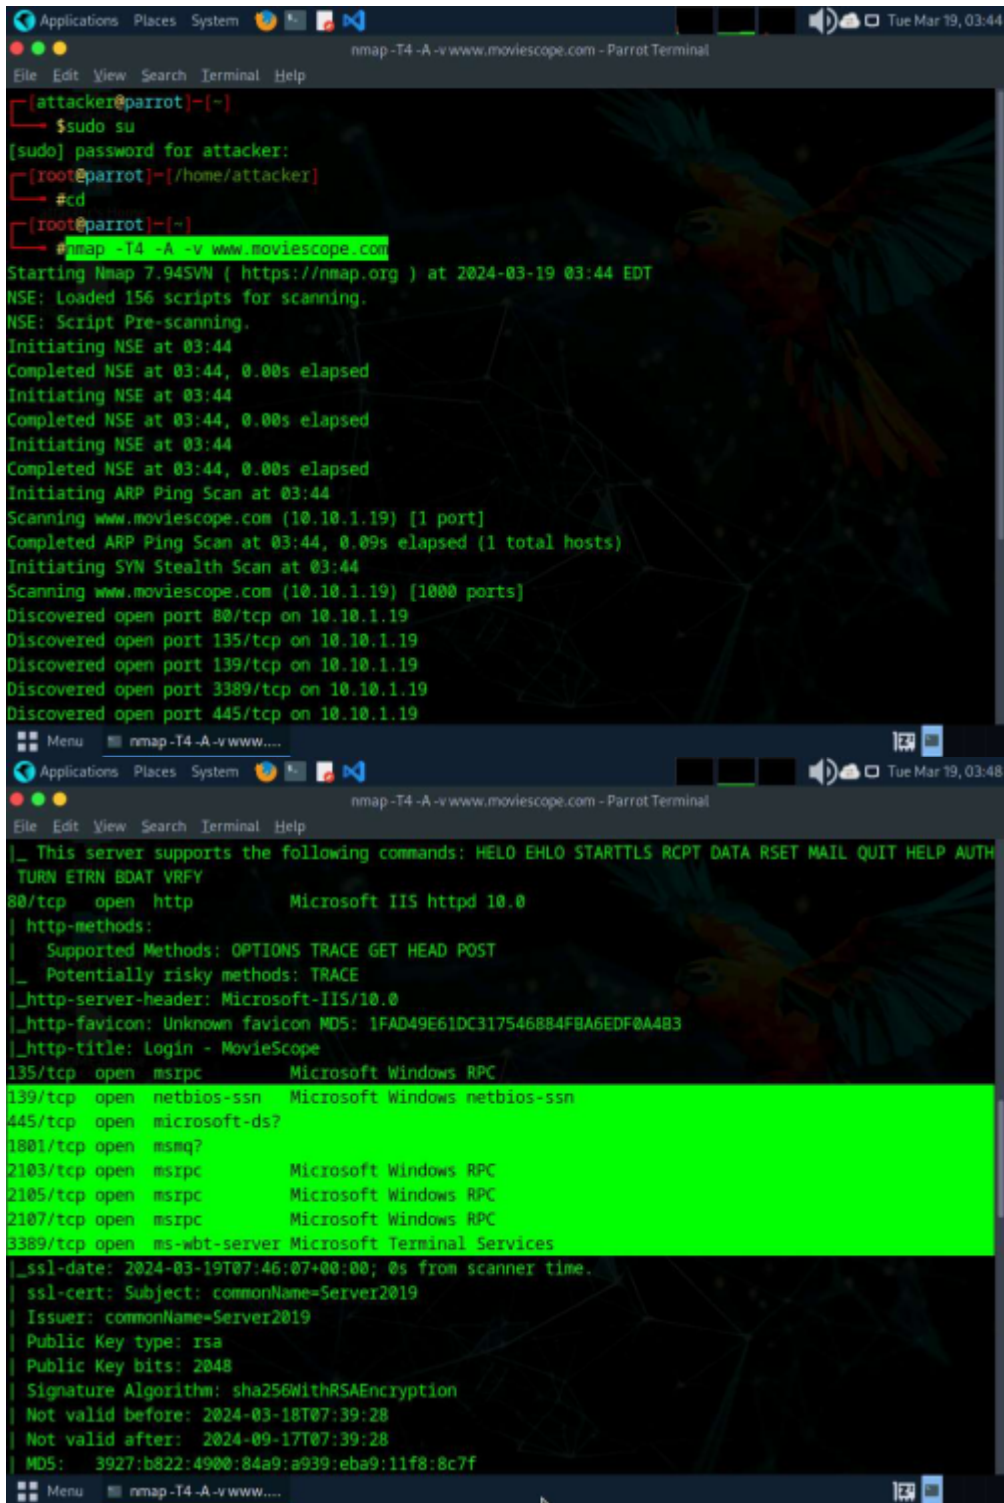 Applications Places System Tue Mar 19, 03:44
nmap -T4 -A -v www.moviescope.com - Parrot Terminal
File Edit View Search Terminal Help
[attacker@parrot]-[~]
$sudo su
[sudo] password for attacker:
[root@parrot]-[/home/attacker]
#cd
[root@parrot]-[~]
#nmap -T4 -A -v www.moviescope.com
Starting Nmap 7.94SVN ( https://nmap.org ) at 2024-03-19 03:44 EDT
NSE: Loaded 156 scripts for scanning.
NSE: Script Pre-scanning.
Initiating NSE at 03:44
Completed NSE at 03:44, 0.00s elapsed
Initiating NSE at 03:44
Completed NSE at 03:44, 0.00s elapsed
Initiating NSE at 03:44
Completed NSE at 03:44, 0.00s elapsed
Initiating ARP Ping Scan at 03:44
Scanning www.moviescope.com (10.10.1.19) [1 port]
Completed ARP Ping Scan at 03:44, 0.09s elapsed (1 total hosts)
Initiating SYN Stealth Scan at 03:44
Scanning www.moviescope.com (10.10.1.19) [1000 ports]
Discovered open port 80/tcp on 10.10.1.19
Discovered open port 135/tcp on 10.10.1.19
Discovered open port 139/tcp on 10.10.1.19
Discovered open port 3389/tcp on 10.10.1.19
Discovered open port 445/tcp on 10.10.1.19
Menu nmap -T4 -A -v www....
Applications Places System Tue Mar 19, 03:48
nmap -T4 -A -v www.moviescope.com - Parrot Terminal
File Edit View Search Terminal Help
|_ This server supports the following commands: HELO EHLO STARTTLS RCPT DATA RSET MAIL QUIT HELP AUTH
TURN ETRN BDAT VRFY
80/tcp open http Microsoft IIS httpd 10.0
| http-methods:
| Supported Methods: OPTIONS TRACE GET HEAD POST
|_ Potentially risky methods: TRACE
|_http-server-header: Microsoft-IIS/10.0
|_http-favicon: Unknown favicon MD5: 1FAD49E61DC317546884FBA6EDF0A4B3
|_http-title: Login - MovieScope
135/tcp open msrpc Microsoft Windows RPC
139/tcp open netbios-ssn Microsoft Windows netbios-ssn
445/tcp open microsoft-ds?
1801/tcp open msmq?
2103/tcp open msrpc Microsoft Windows RPC
2105/tcp open msrpc Microsoft Windows RPC
2107/tcp open msrpc Microsoft Windows RPC
3389/tcp open ms-wbt-server Microsoft Terminal Services
|_ssl-date: 2024-03-19T07:46:07+00:00; 0s from scanner time.
| ssl-cert: Subject: commonName=Server2019
| Issuer: commonName=Server2019
| Public Key type: rsa
| Public Key bits: 2048
| Signature Algorithm: sha256WithRSAEncryption
| Not valid before: 2024-03-18T07:39:28
| Not valid after: 2024-09-17T07:39:28
| MD5: 3927:b822:4900:84a9:a939:eba9:11f8:8c7f
Menu nmap -T4 -A -v www....